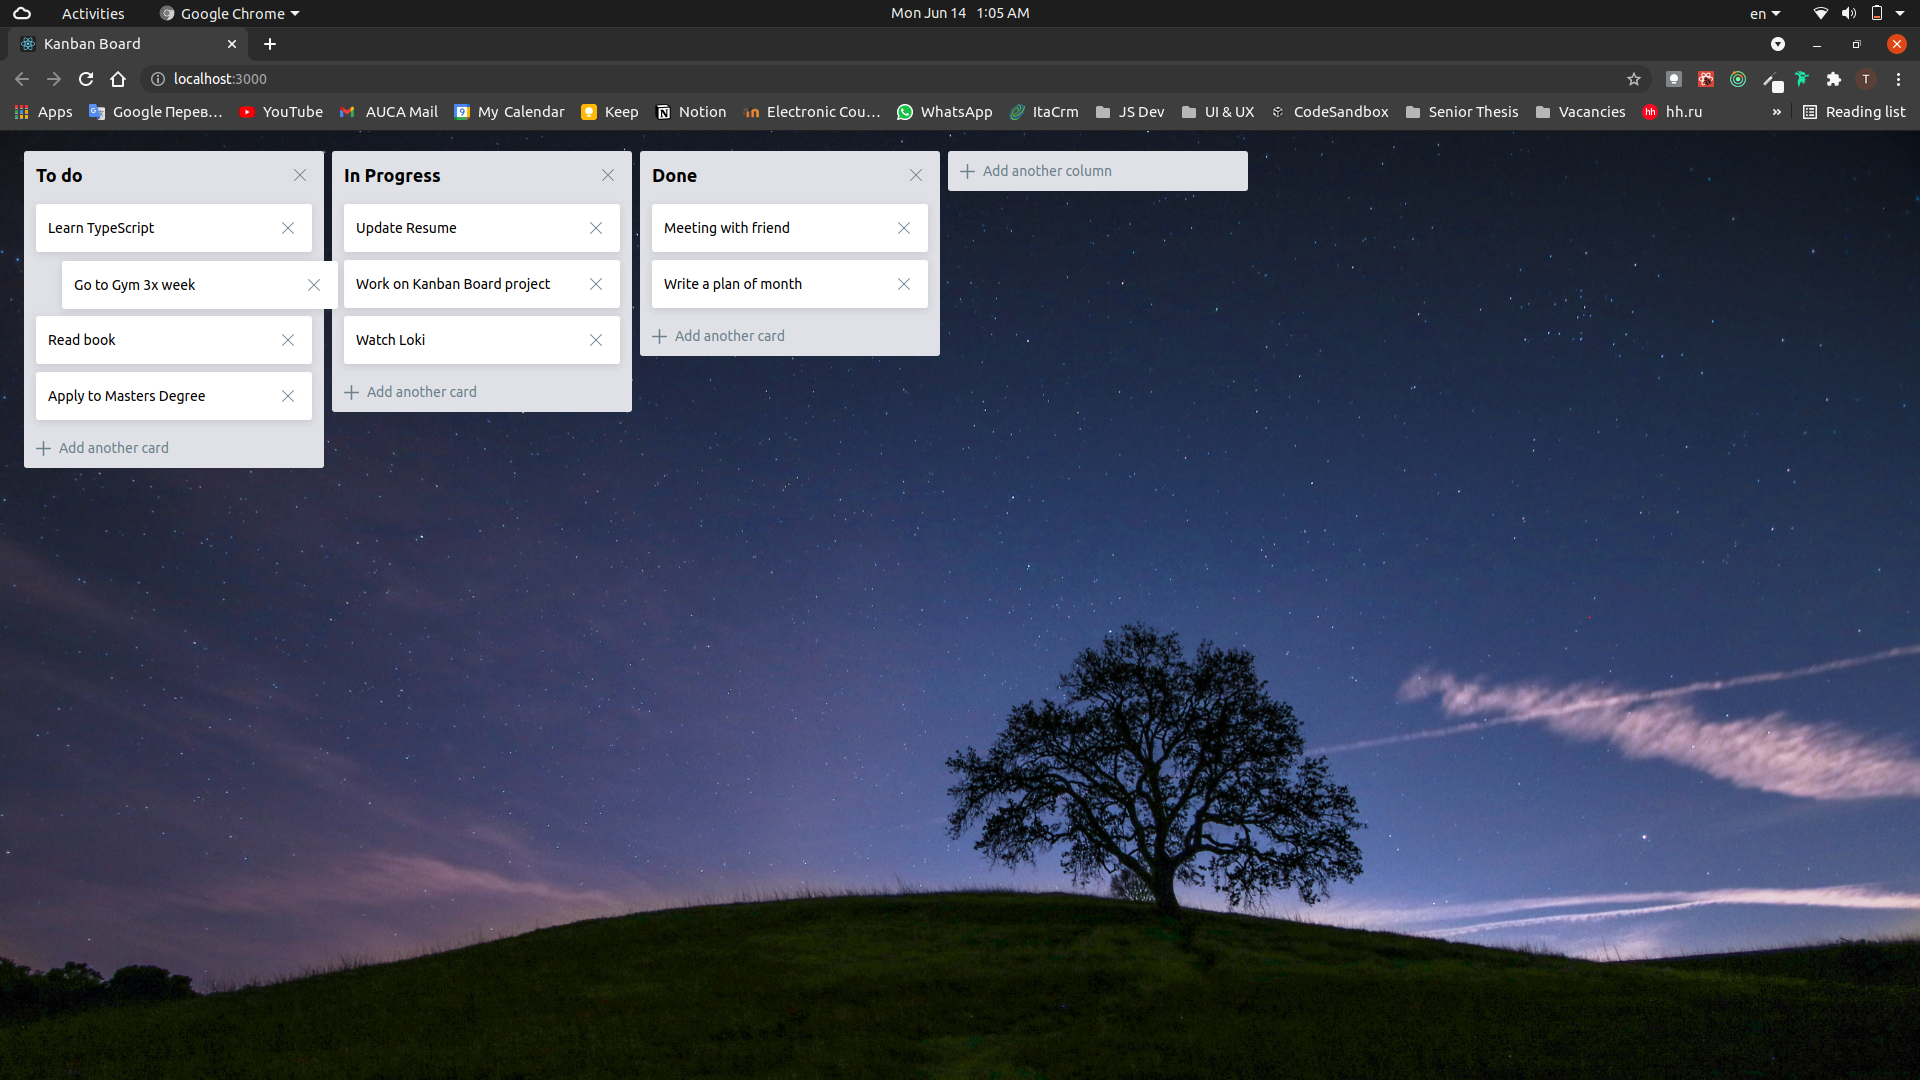 Activities
Google Chrome
Mon Jun 14 1:05 AM
en
Kanban Board
localhost:3000
T
Apps
Google Перев…
YouTube
AUCA Mail
9
My Calendar
Keep
Notion
Electronic Cou…
WhatsApp
ItaCrm
JS Dev
UI & UX
CodeSandbox
Senior Thesis
Vacancies
hh
hh.ru
»
Reading list
To do
Learn TypeScript
Go to Gym 3x week
Read book
Apply to Masters Degree
Add another card
In Progress
Update Resume
Work on Kanban Board project
Watch Loki
Add another card
Done
Meeting with friend
Write a plan of month
Add another card
Add another column